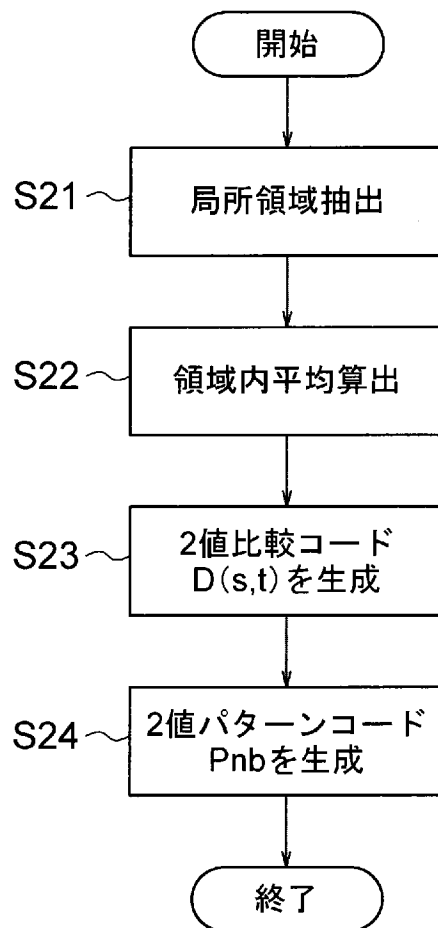 開始
S21
局所領域抽出
S22
領域内平均算出
S23
2値比較コード
D(s,t)を生成
S24
2値パターンコード
Pnbを生成
終了